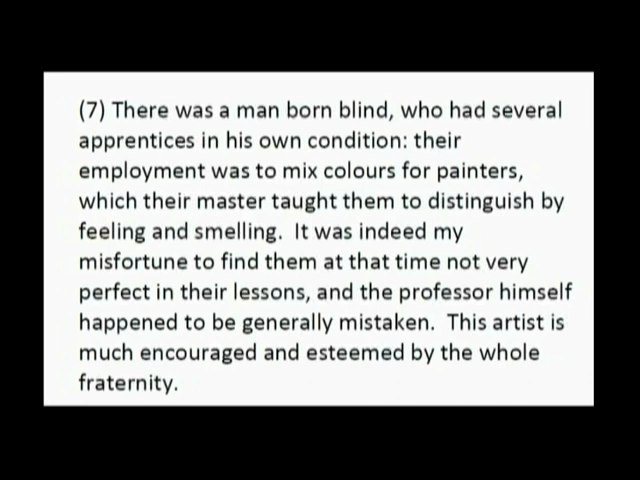 (7) There was a man born blind, who had several
apprentices in his own condition: their
employment was to mix colours for painters,
which their master taught them to distinguish by
feeling and smelling.  It was indeed my
misfortune to find them at that time not very
perfect in their lessons, and the professor himself
happened to be generally mistaken.  This artist is
much encouraged and esteemed by the whole
fraternity.